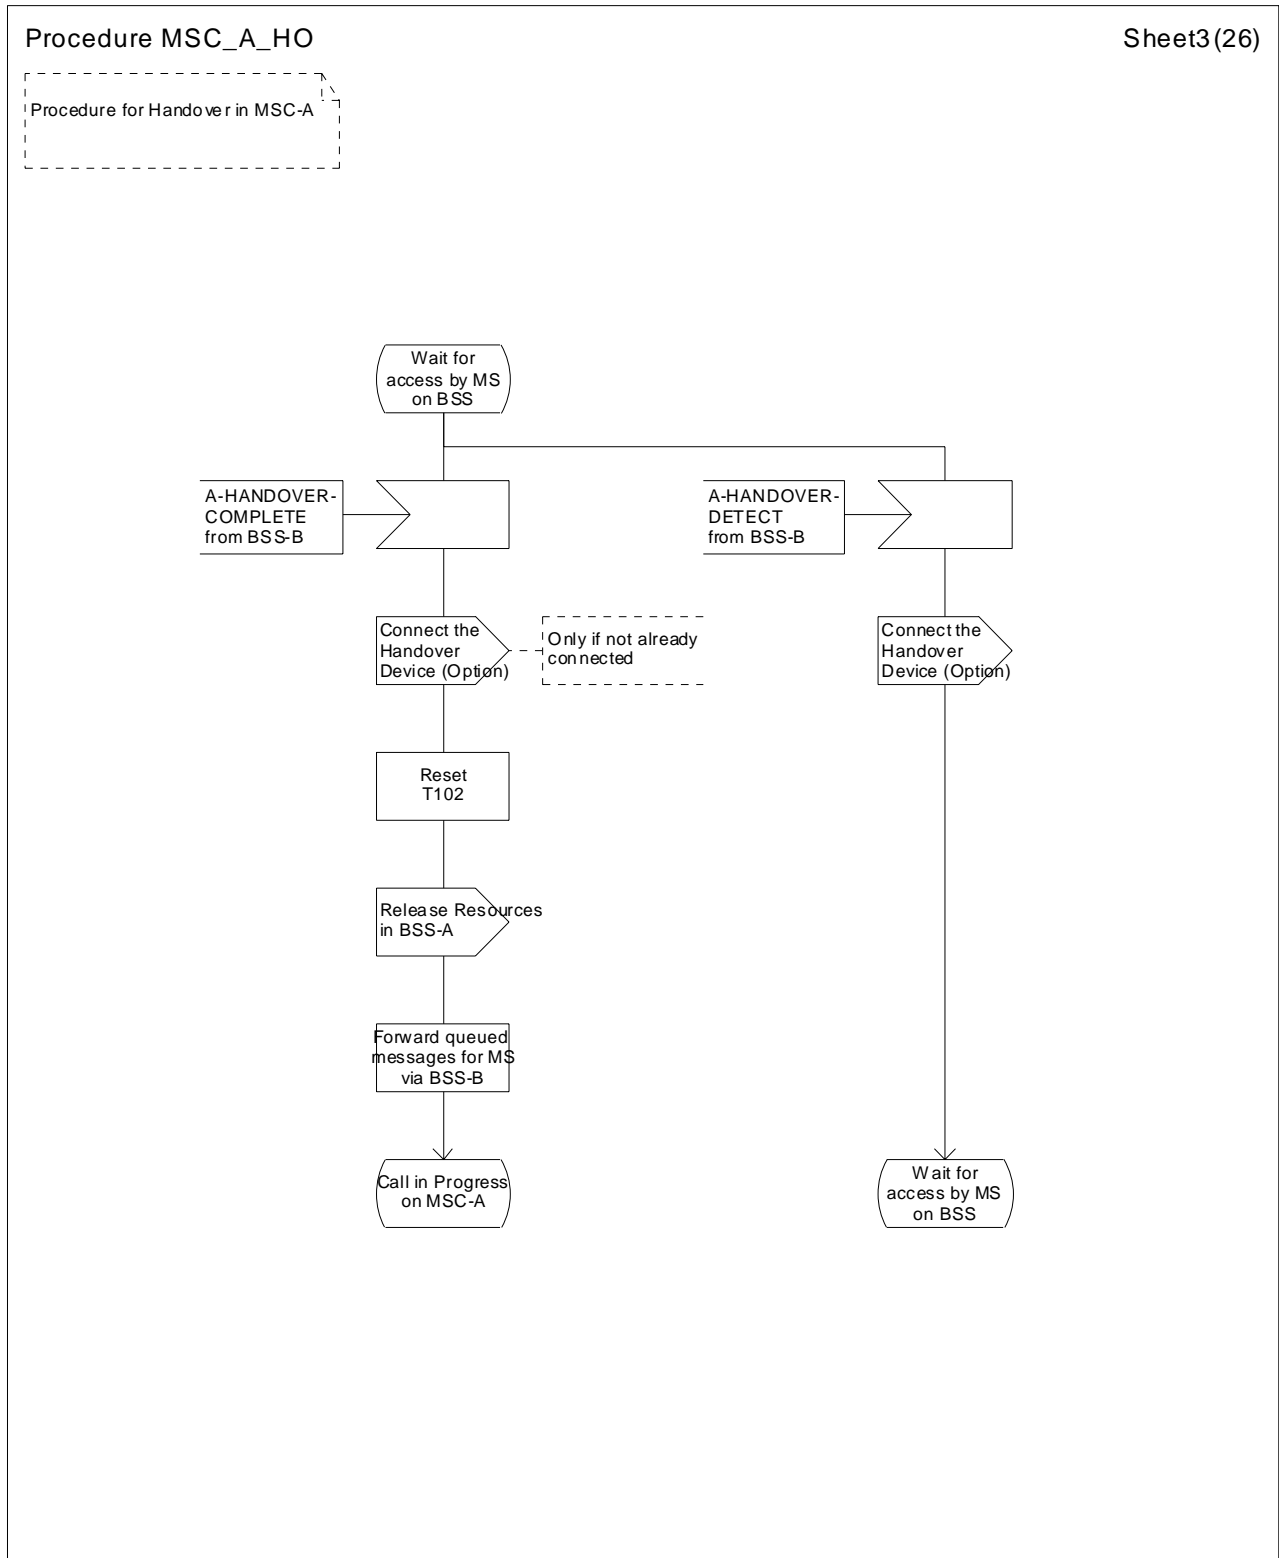 Procedure MSC_A_HO
Sheet3(26)
Procedure for Handover in MSC-A
Wait for
access by MS
on BSS
A-HANDOVER-
COMPLETE
from BSS-B
A-HANDOVER-
DETECT
from BSS-B
Connect the
Handover
Device (Option)
Only if not already
connected
Connect the
Handover
Device (Option)
Reset
T102
Release Resources
in BSS-A
Forward queued
messages for MS
via BSS-B
Call in Progress
on MSC-A
Wait for
access by MS
on BSS